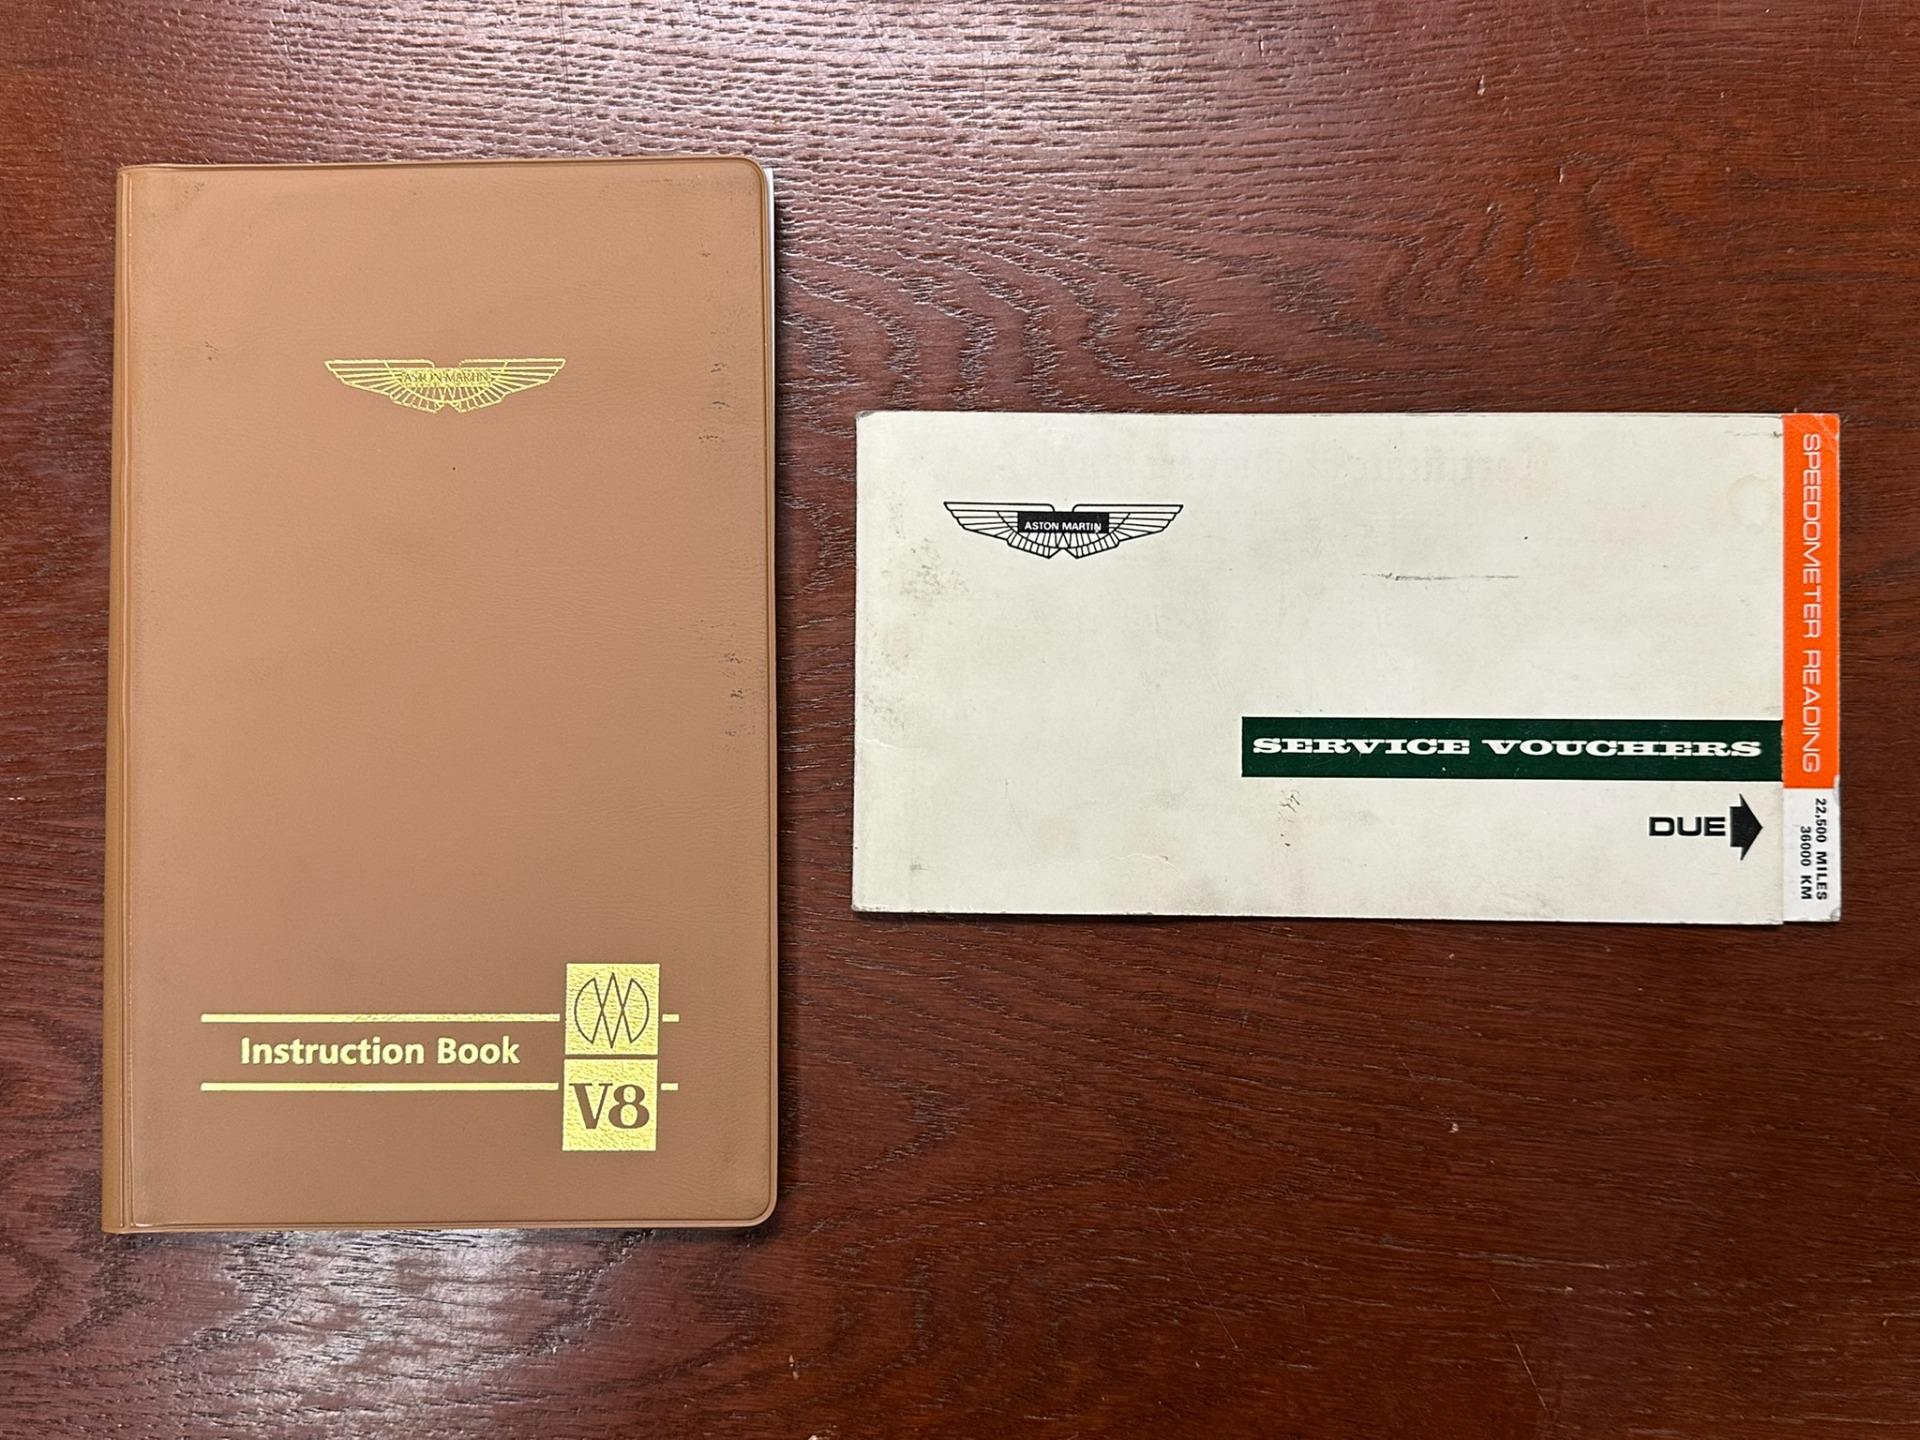 ASTON MARTIN
Instruction Book
V8
ASTON MARTIN
SERVICE VOUCHERS
DUE
SPEEDOMETER READING
22,500 MILES
36000 KM